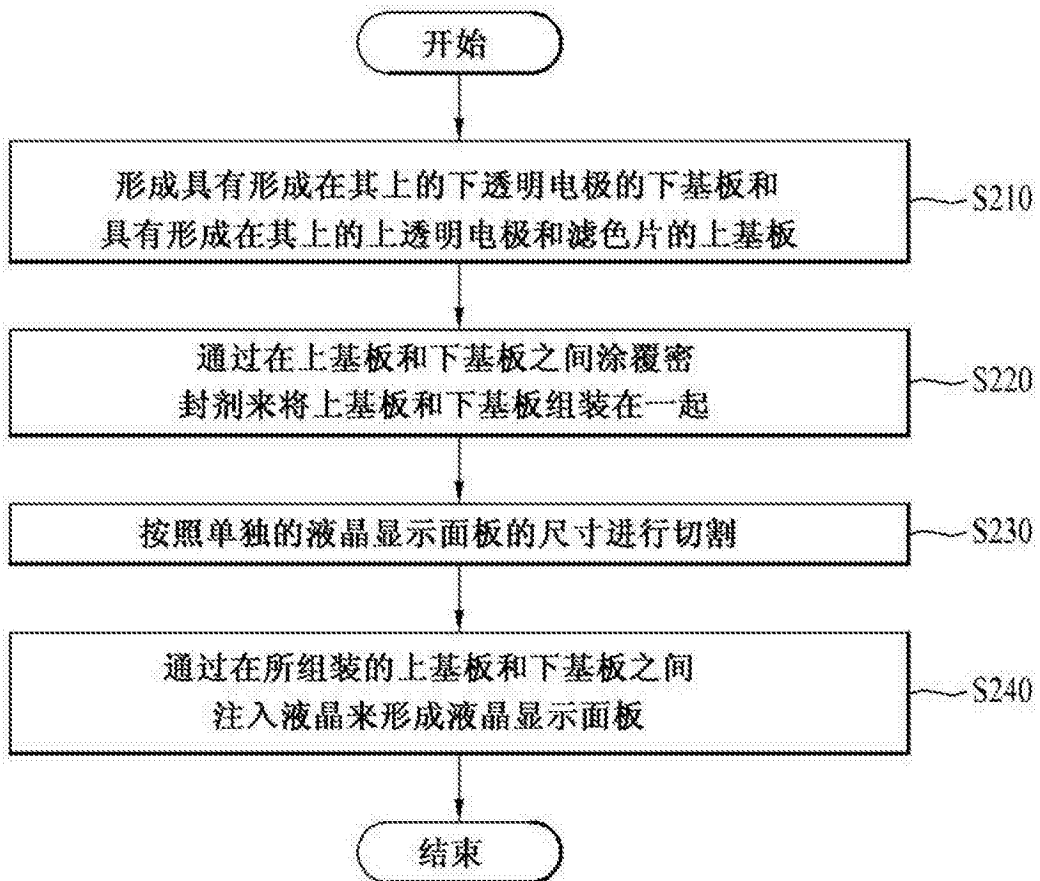 开始
形成具有形成在其上的下透明电极的下基板和
具有形成在其上的上透明电极和滤色片的上基板
S210
通过在上基板和下基板之间涂覆密
封剂来将上基板和下基板组装在一起
S220
按照单独的液晶显示面板的尺寸进行切割
S230
通过在所组装的上基板和下基板之间
注入液晶来形成液晶显示面板
S240
结束